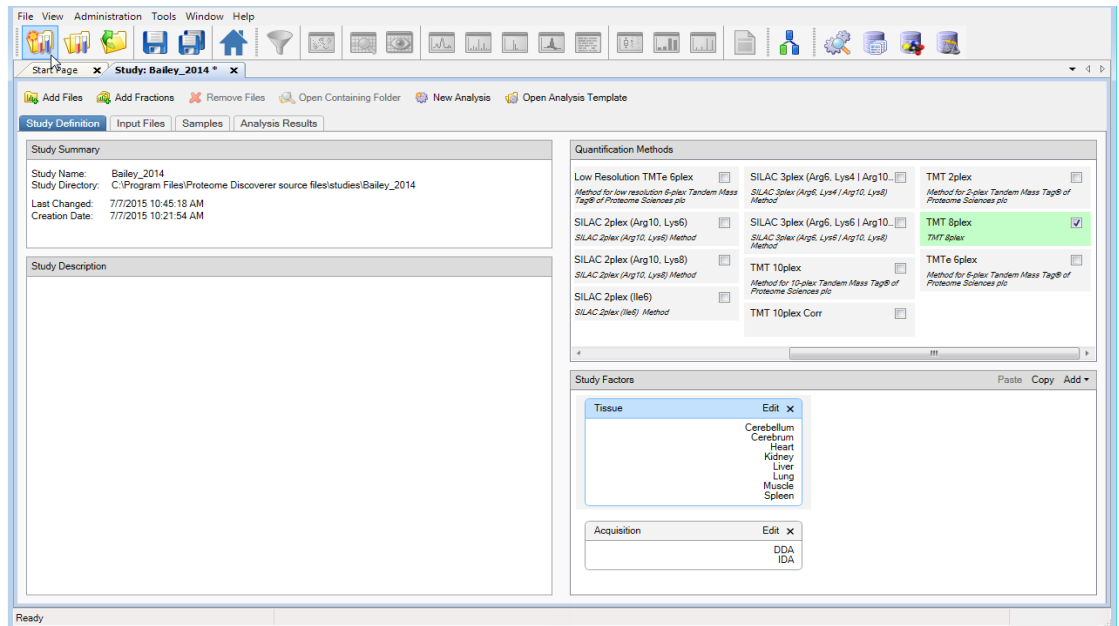 File View Administration Tools Window Help
Start Page x Study: Bailey_2014 * x
Add Files Add Fractions Remove Files Open Containing Folder New Analysis Open Analysis Template
Study Definition Input Files Samples Analysis Results
Study Summary
Study Name: Bailey_2014
Study Directory: C:\Program Files\Proteome Discoverer source files\studies\Bailey_2014
Last Changed: 7/7/2015 10:45:18 AM
Creation Date: 7/7/2015 10:21:54 AM
Study Description
Quantification Methods
Low Resolution TMTe 6plex
Method for low resolution 6-plex Tandem Mass
Tag® of Proteome Sciences plc
SILAC 2plex (Arg10, Lys6)
SILAC 2plex (Arg10, Lys6) Method
SILAC 2plex (Arg10, Lys8)
SILAC 2plex (Arg10, Lys8) Method
SILAC 2plex (Ile6)
SILAC 2plex (Ile6) Method
SILAC 3plex (Arg6, Lys4 | Arg10...
SILAC 3plex (Arg6, Lys4 | Arg10, Lys8)
Method
SILAC 3plex (Arg6, Lys6 | Arg10...
SILAC 3plex (Arg6, Lys6 | Arg10, Lys8)
Method
TMT 10plex
Method for 10-plex Tandem Mass Tag® of
Proteome Sciences plc
TMT 10plex Corr
TMT 2plex
Method for 2-plex Tandem Mass Tag® of
Proteome Sciences plc
TMT 8plex
TMT 8plex
TMTe 6plex
Method for 6-plex Tandem Mass Tag® of
Proteome Sciences plc
Study Factors Paste Copy Add
Tissue Edit x
Cerebellum
Cerebrum
Heart
Kidney
Liver
Lung
Muscle
Spleen
Acquisition Edit x
DDA
IDA
Ready